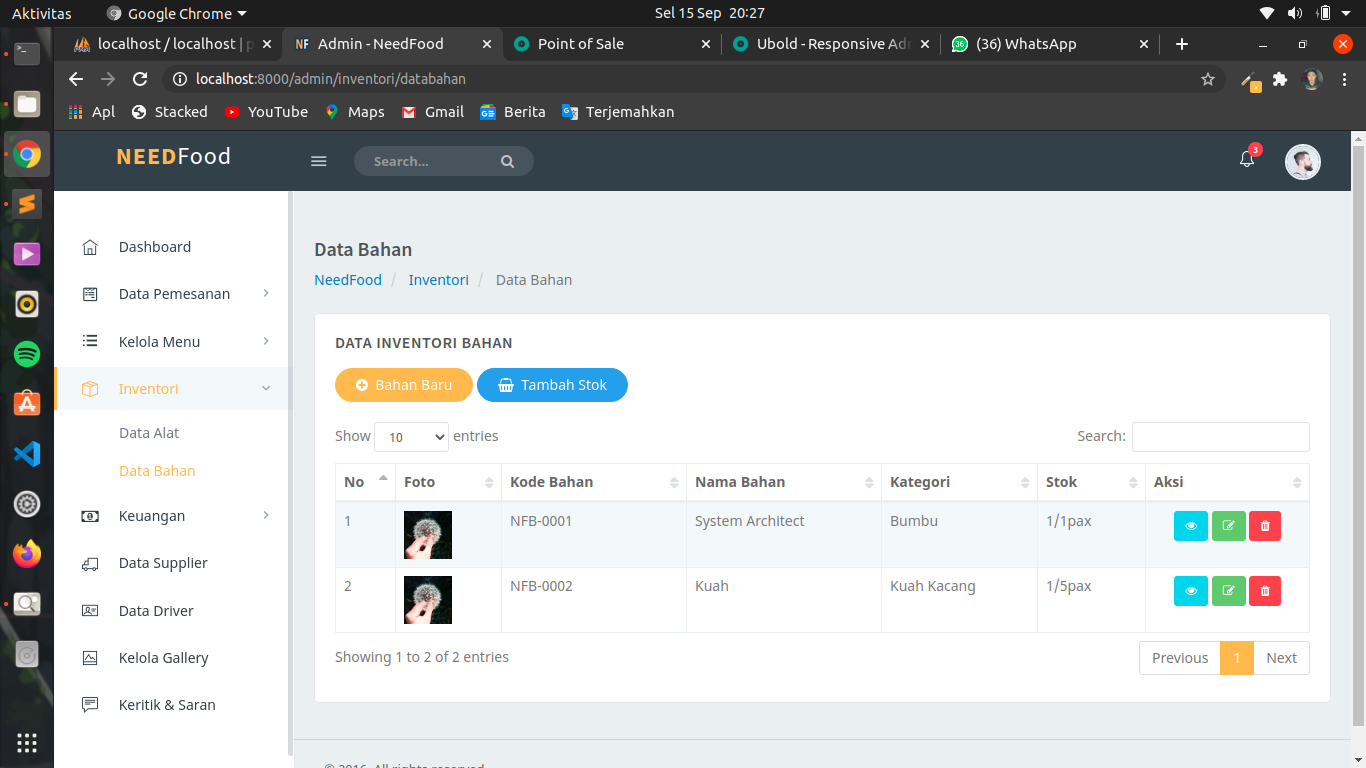 Aktivitas
Google Chrome
Sel 15 Sep 20:27
localhost / localhost | p
Admin - NeedFood
Point of Sale
Ubold - Responsive Adm
36
(36) WhatsApp
localhost:8000/admin/inventori/databahan
Apl
Stacked
YouTube
Maps
Gmail
Berita
Terjemahkan
NEEDFood
Search...
3
Dashboard
Data Pemesanan
Kelola Menu
Inventori
Data Alat
Data Bahan
Keuangan
Data Supplier
Data Driver
Kelola Gallery
Keritik & Saran
Data Bahan
NeedFood / Inventori / Data Bahan
DATA INVENTORI BAHAN
Bahan Baru
Tambah Stok
Show 10 entries
Search:
No Foto Kode Bahan Nama Bahan Kategori Stok Aksi
1 NFB-0001 System Architect Bumbu 1/1pax
2 NFB-0002 Kuah Kuah Kacang 1/5pax
Showing 1 to 2 of 2 entries
Previous 1 Next
© 2016. All rights reserved.